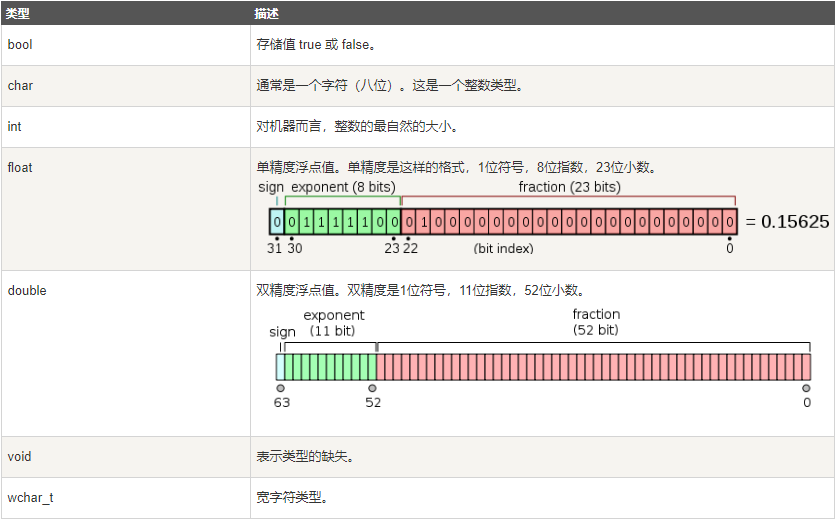 类型 描述
bool 存储值 true 或 false。
char 通常是一个字符（八位）。这是一个整数类型。
int 对机器而言，整数的最自然的大小。
float 单精度浮点值。单精度是这样的格式，1位符号，8位指数，23位小数。
sign exponent (8 bits) fraction (23 bits)
0 0 1 1 1 1 1 0 0 0 1 0 0 0 0 0 0 0 0 0 0 0 0 0 0 0 0 0 0 0 0 0 = 0.15625
31 30 23 22 (bit index) 0
double 双精度浮点值。双精度是1位符号，11位指数，52位小数。
exponent fraction
sign (11 bit) (52 bit)
63 52 0
void 表示类型的缺失。
wchar_t 宽字符类型。